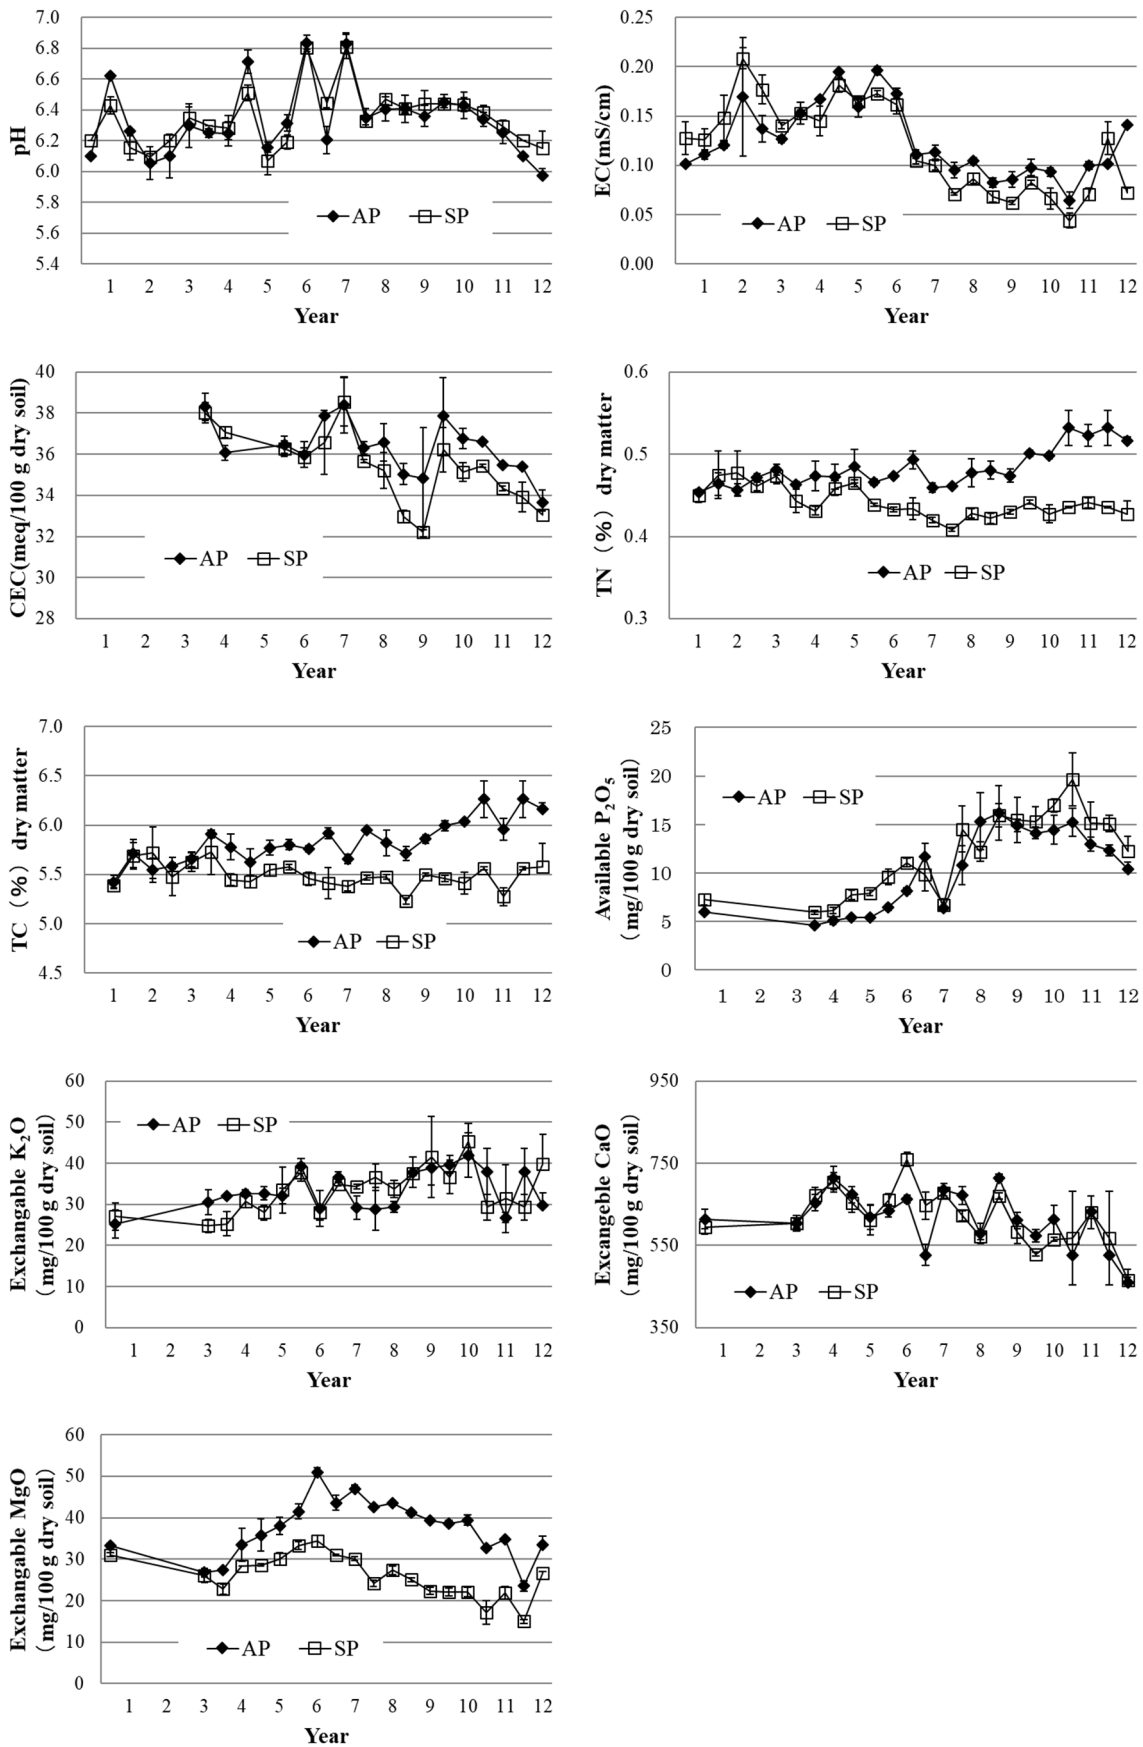 7.0
6.8
6.6
6.4
6.2
6.0
5.8
5.6
5.4
pH
AP SP
1 2 3 4 5 6 7 8 9 10 11 12
Year
0.25
0.20
0.15
0.10
0.05
0.00
EC(mS/cm)
AP SP
1 2 3 4 5 6 7 8 9 10 11 12
Year
40
38
36
34
32
30
28
CEC(meq/100 g dry soil)
AP SP
1 2 3 4 5 6 7 8 9 10 11 12
Year
0.6
0.5
0.4
0.3
TN（%）dry matter
AP SP
1 2 3 4 5 6 7 8 9 10 11 12
Year
7.0
6.5
6.0
5.5
5.0
4.5
TC（%）dry matter
AP SP
1 2 3 4 5 6 7 8 9 10 11 12
Year
25
20
15
10
5
0
Available P₂O₅
（mg/100 g dry soil）
AP SP
1 2 3 4 5 6 7 8 9 10 11 12
Year
60
50
40
30
20
10
0
Exchangable K₂O
（mg/100 g dry soil）
AP SP
1 2 3 4 5 6 7 8 9 10 11 12
Year
950
750
550
350
Excangeble CaO
（mg/100 g dry soil）
AP SP
1 2 3 4 5 6 7 8 9 10 11 12
Year
60
50
40
30
20
10
0
Exchangable MgO
（mg/100 g dry soil）
AP SP
1 2 3 4 5 6 7 8 9 10 11 12
Year